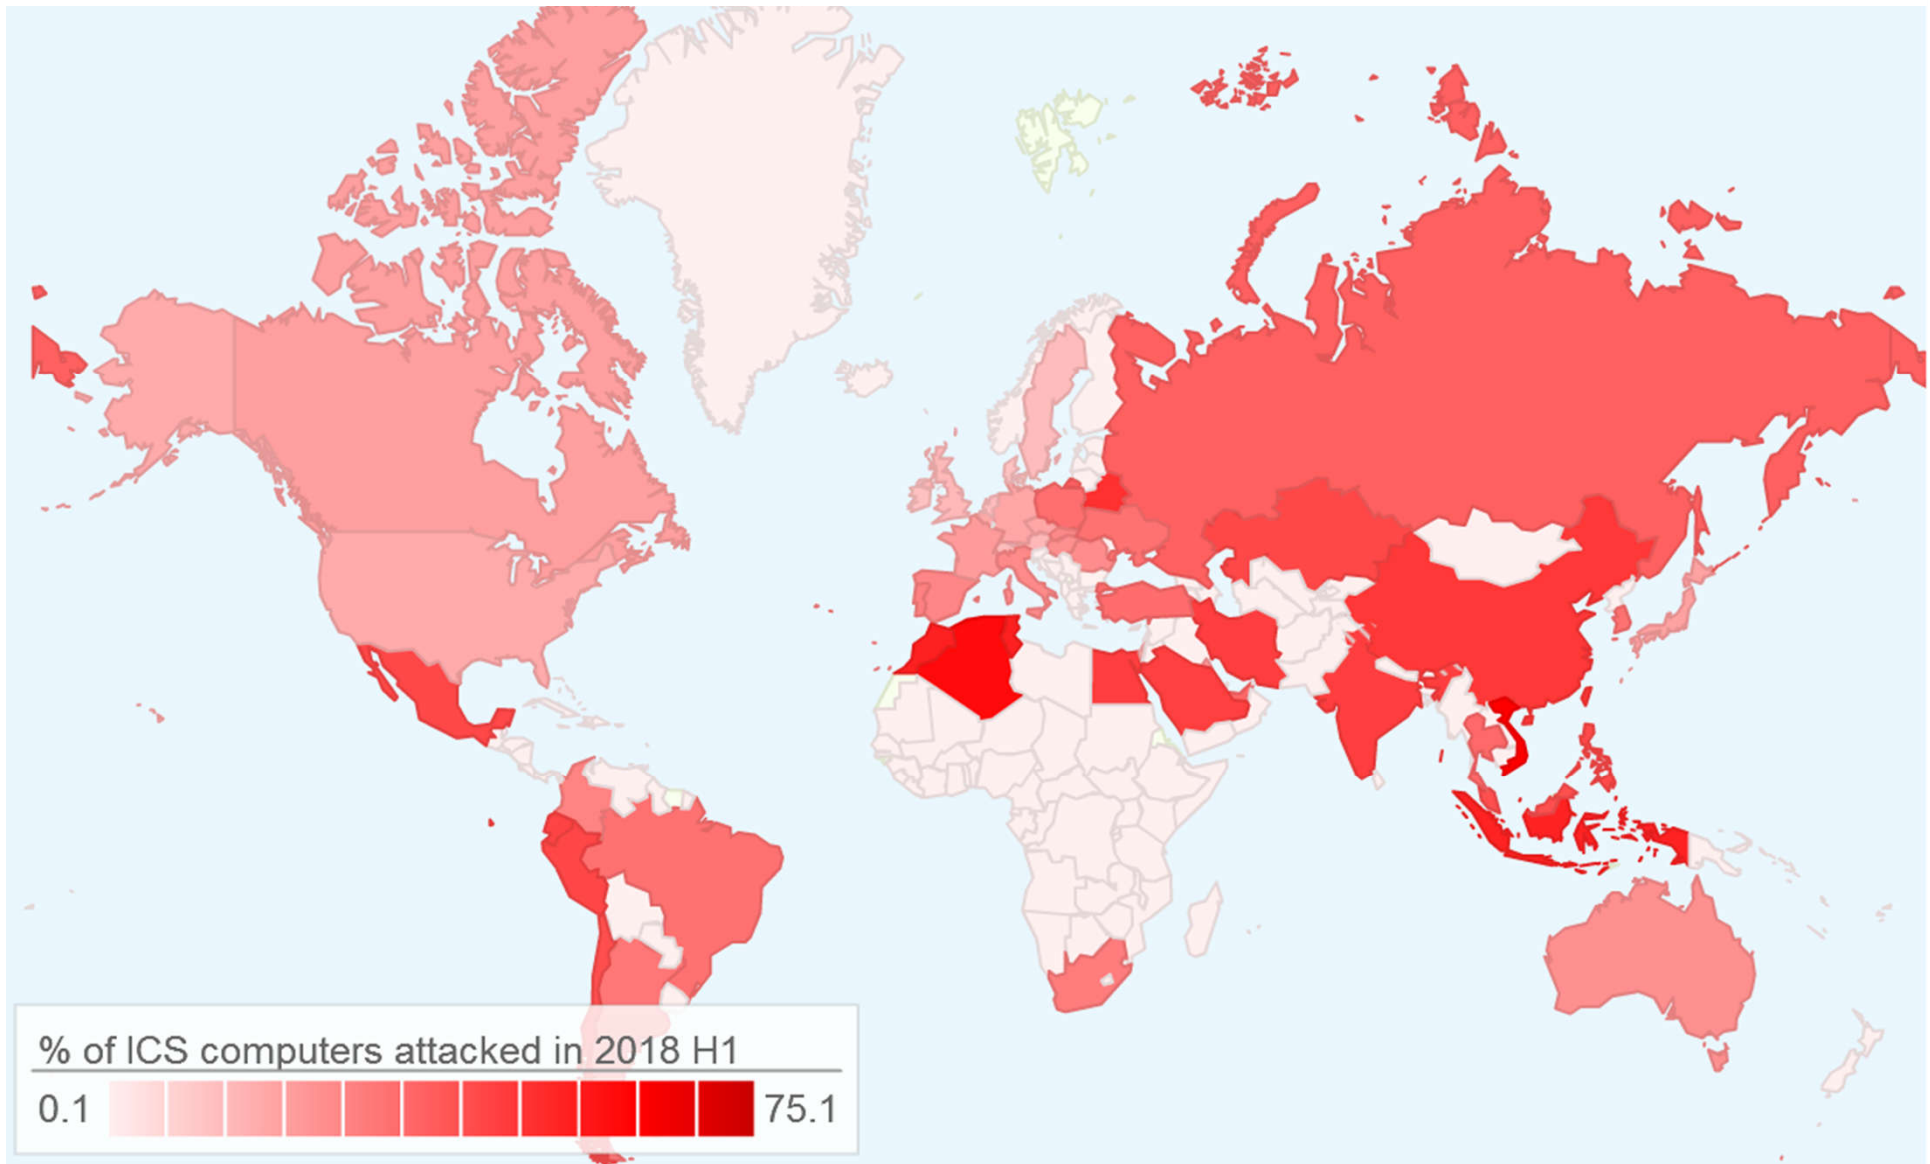 % of ICS computers attacked in 2018 H1
0.1 75.1